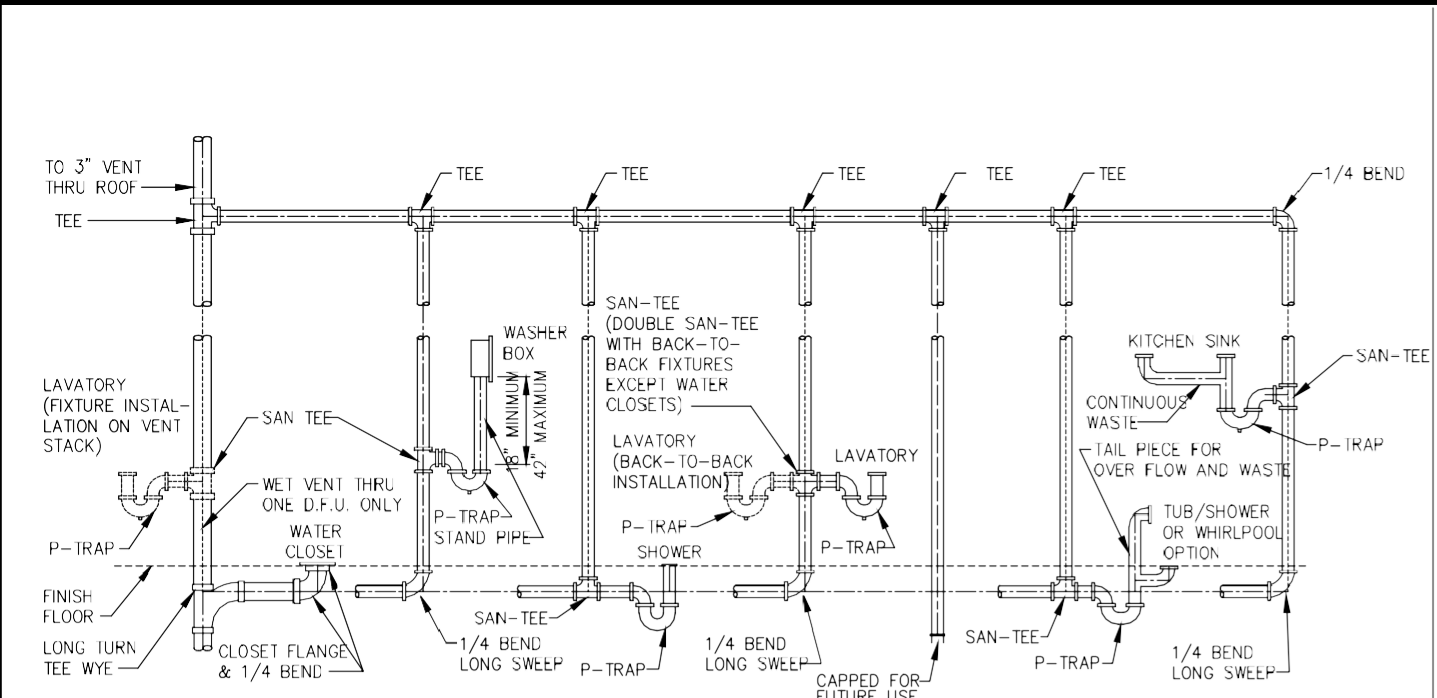 TO 3" VENT
THRU ROOF
TEE
TEE
TEE
TEE
TEE
TEE
1/4 BEND
LAVATORY
(FIXTURE INSTAL-
LATION ON VENT
STACK)
SAN TEE
WET VENT THRU
ONE D.F.U. ONLY
P-TRAP
WATER
CLOSET
FINISH
FLOOR
LONG TURN
TEE WYE
CLOSET FLANGE
& 1/4 BEND
WASHER
BOX
18" MINIMUM
42" MAXIMUM
P-TRAP
STAND PIPE
1/4 BEND
LONG SWEEP
SAN-TEE
SHOWER
P-TRAP
SAN-TEE
(DOUBLE SAN-TEE
WITH BACK-TO-
BACK FIXTURES
EXCEPT WATER
CLOSETS)
LAVATORY
(BACK-TO-BACK
INSTALLATION)
LAVATORY
P-TRAP
P-TRAP
1/4 BEND
LONG SWEEP
CAPPED FOR
FUTURE USE
KITCHEN SINK
SAN-TEE
CONTINUOUS
WASTE
P-TRAP
TAIL PIECE FOR
OVER FLOW AND WASTE
TUB/SHOWER
OR WHIRLPOOL
OPTION
SAN-TEE
P-TRAP
1/4 BEND
LONG SWEEP